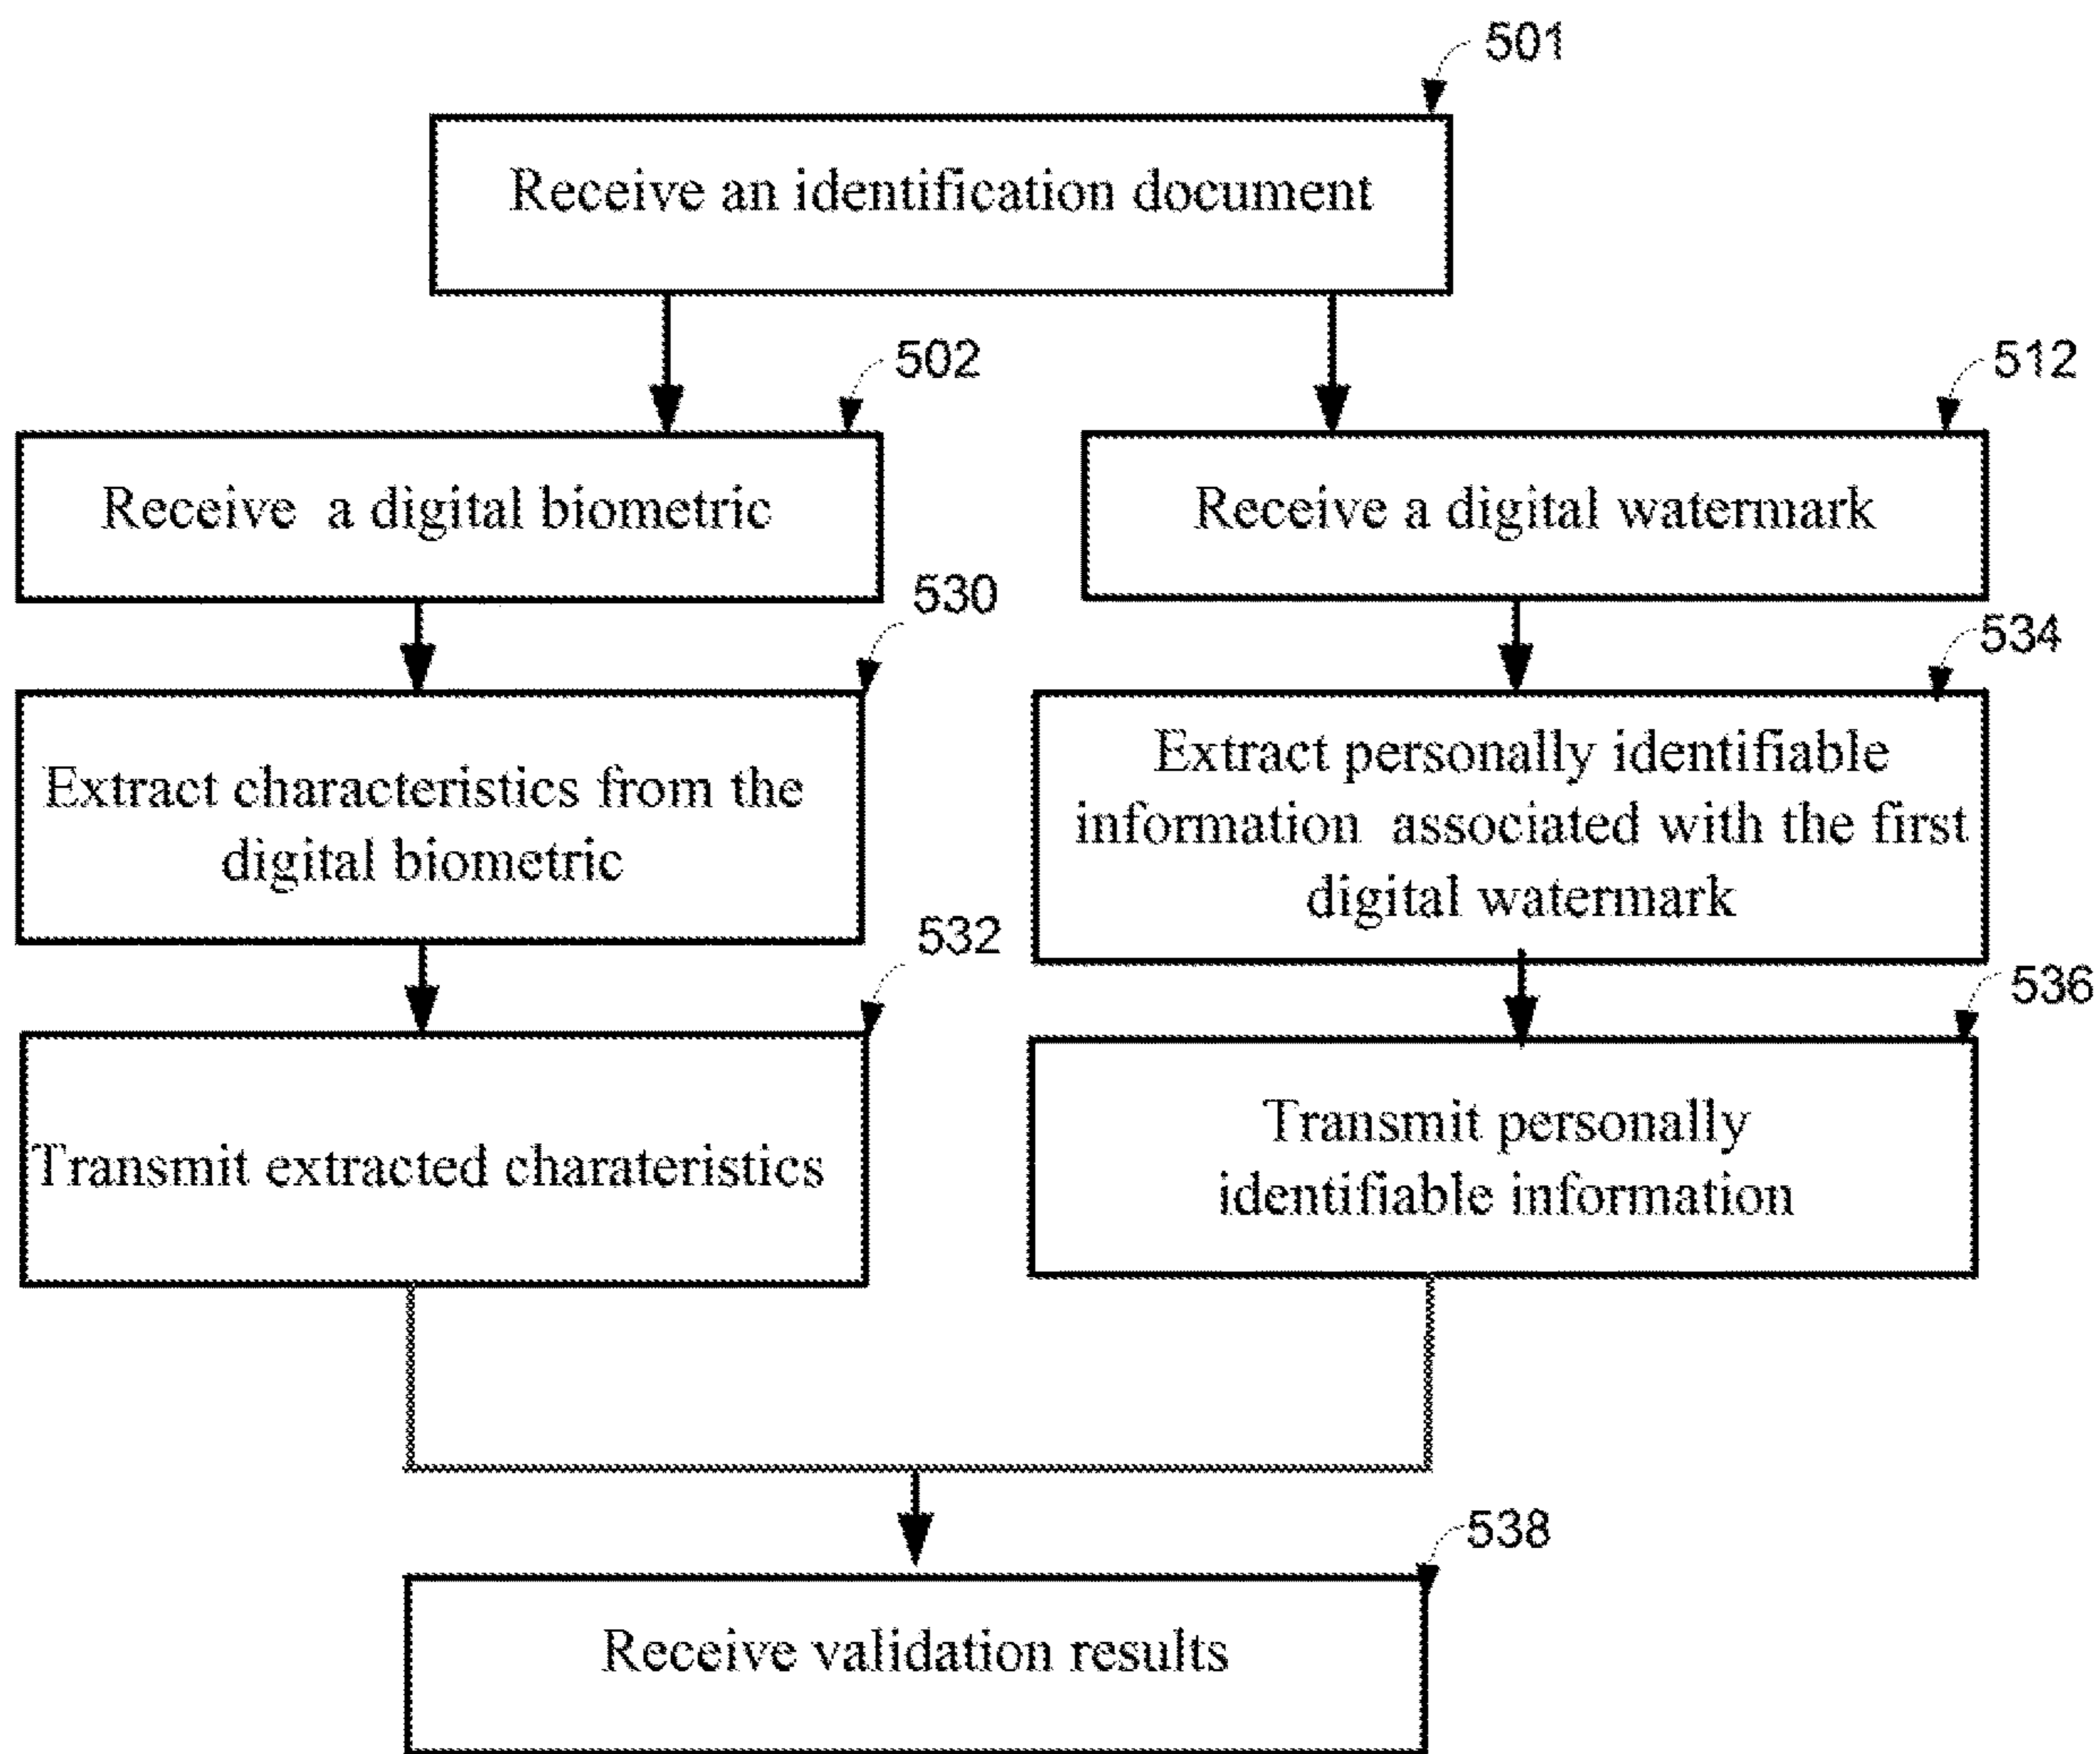 501
Receive an identification document
502
Receive a digital biometric
512
Receive a digital watermark
530
Extract characteristics from the
digital biometric
534
Extract personally identifiable
information associated with the first
digital watermark
532
Transmit extracted charateristics
536
Transmit personally
identifiable information
538
Receive validation results